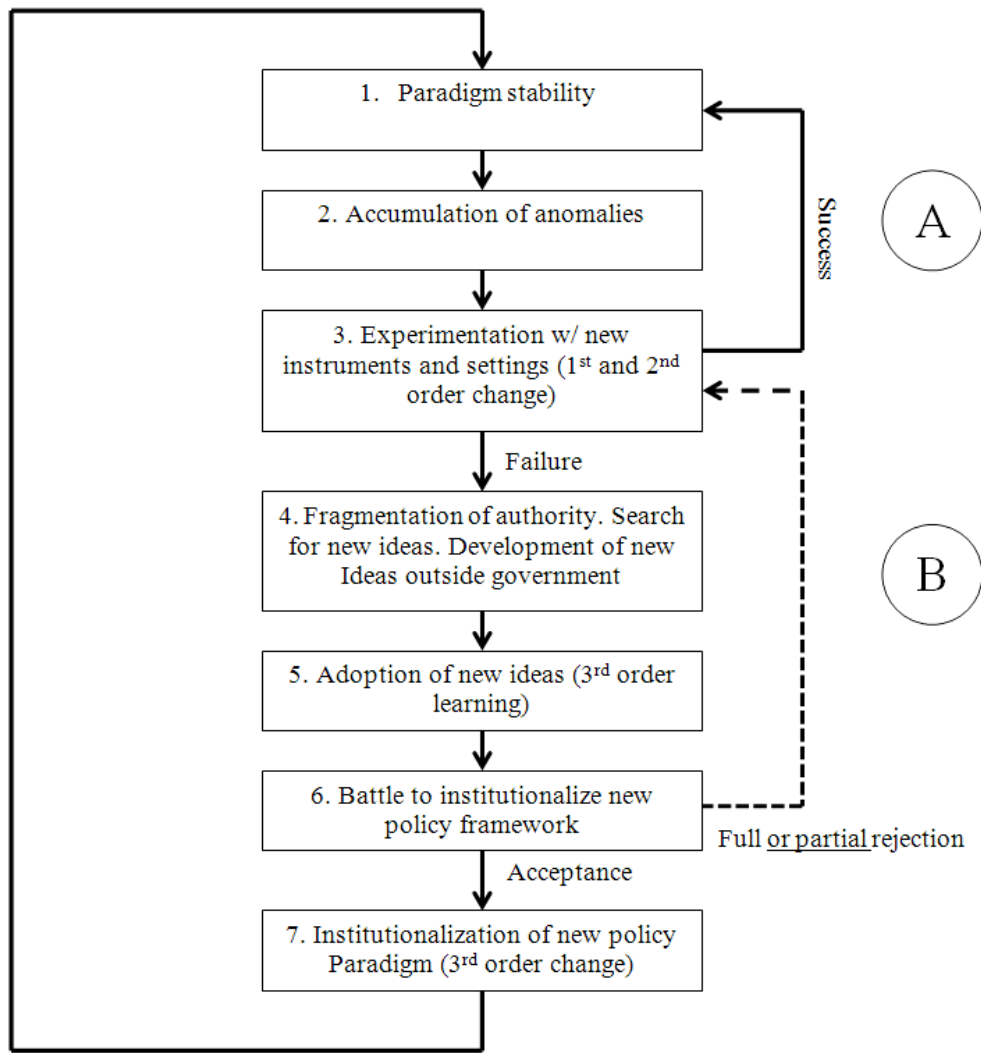 1. Paradigm stability
2. Accumulation of anomalies
3. Experimentation w/ new
instruments and settings (1st and 2nd
order change)
Success
A
Failure
4. Fragmentation of authority. Search
for new ideas. Development of new
Ideas outside government
B
5. Adoption of new ideas (3rd order
learning)
6. Battle to institutionalize new
policy framework
Full or partial rejection
Acceptance
7. Institutionalization of new policy
Paradigm (3rd order change)